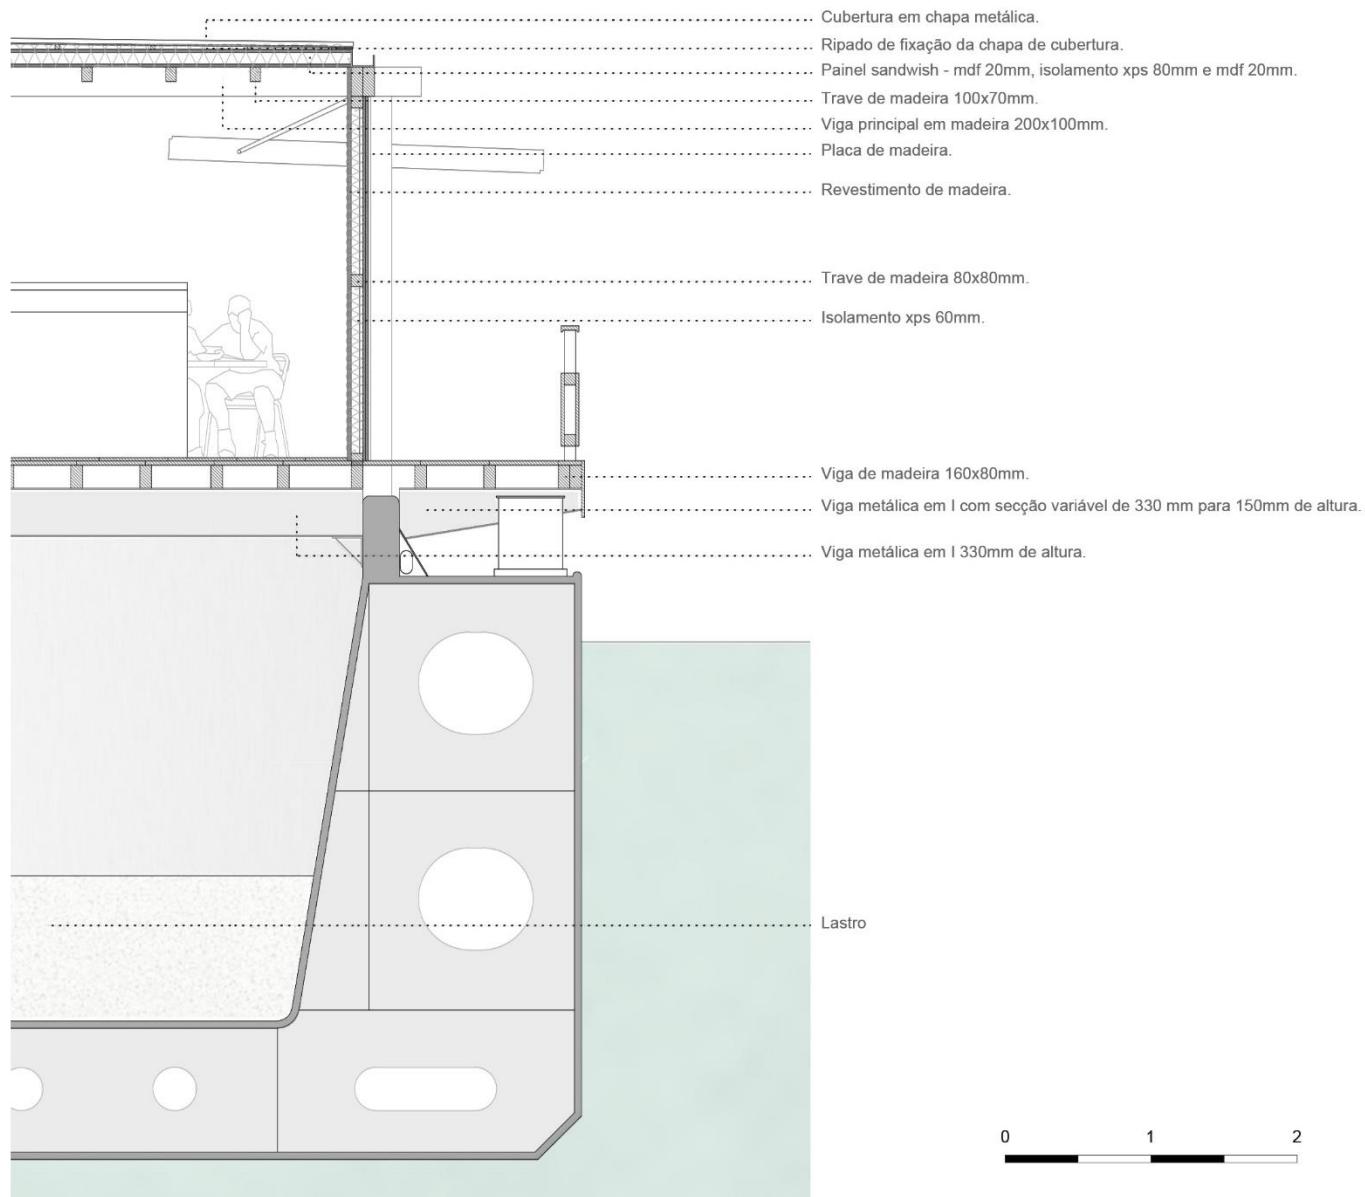 Cubertura em chapa metálica.
Ripado de fixação da chapa de cubertura.
Painel sandwish - mdf 20mm, isolamento xps 80mm e mdf 20mm.
Trave de madeira 100x70mm.
Viga principal em madeira 200x100mm.
Placa de madeira.
Revestimento de madeira.
Trave de madeira 80x80mm.
Isolamento xps 60mm.
Viga de madeira 160x80mm.
Viga metálica em I com secção variável de 330 mm para 150mm de altura.
Viga metálica em I 330mm de altura.
Lastro
0 1 2